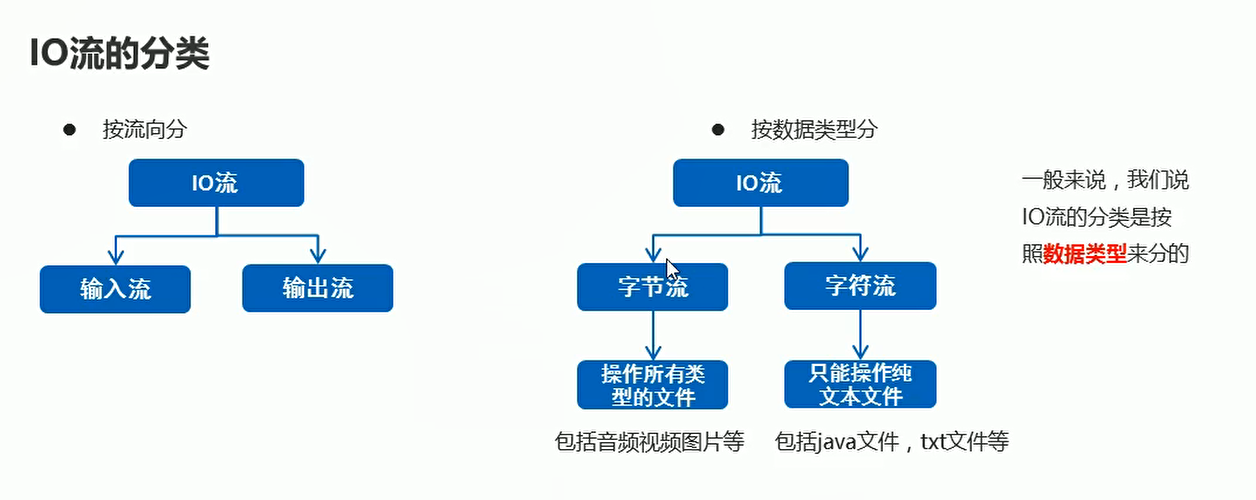 IO流的分类
● 按流向分
IO流
输入流
输出流
● 按数据类型分
IO流
字节流
字符流
操作所有类
型的文件
只能操作纯
文本文件
包括音频视频图片等
包括java文件，txt文件等
一般来说，我们说
IO流的分类是按
照数据类型来分的